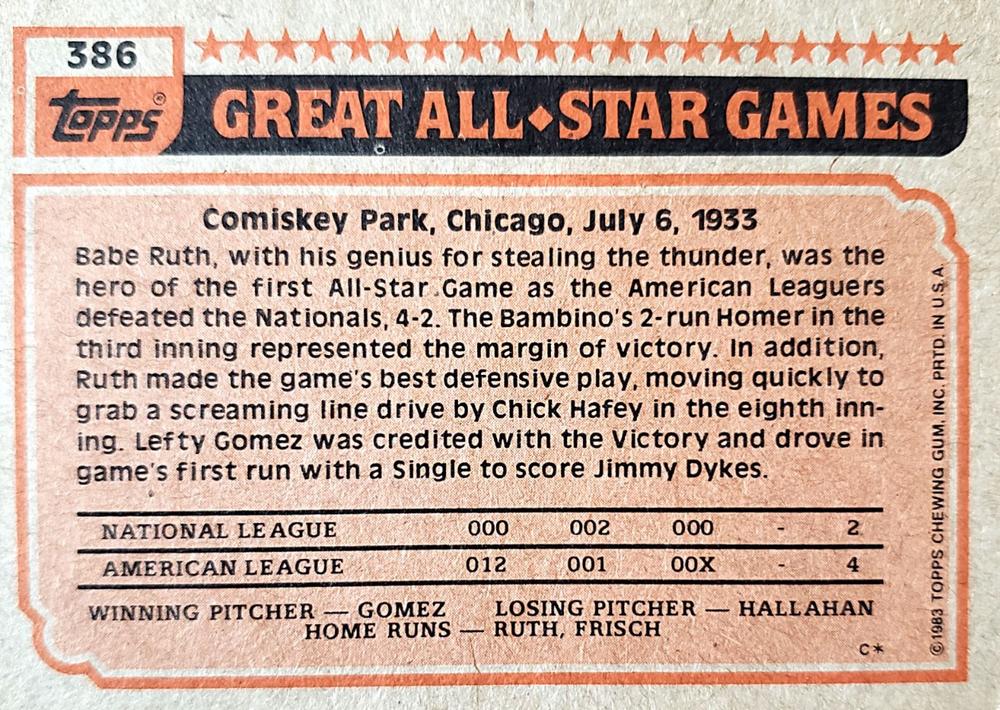 386
topps®
GREAT ALL◆STAR GAMES
Comiskey Park, Chicago, July 6, 1933
Babe Ruth, with his genius for stealing the thunder, was the
hero of the first All-Star Game as the American Leaguers
defeated the Nationals, 4-2. The Bambino's 2-run Homer in the
third inning represented the margin of victory. In addition,
Ruth made the game's best defensive play, moving quickly to
grab a screaming line drive by Chick Hafey in the eighth inn-
ing. Lefty Gomez was credited with the Victory and drove in
game's first run with a Single to score Jimmy Dykes.
NATIONAL LEAGUE 000 002 000 - 2
AMERICAN LEAGUE 012 001 00X - 4
WINNING PITCHER — GOMEZ LOSING PITCHER — HALLAHAN
HOME RUNS — RUTH, FRISCH
C*
©1983 TOPPS CHEWING GUM, INC. PRTD. IN U.S.A.